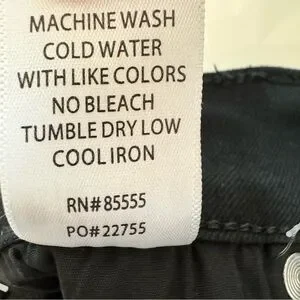 MACHINE WASH
COLD WATER
WITH LIKE COLORS
NO BLEACH
TUMBLE DRY LOW
COOL IRON
RN#85555
PO#22755